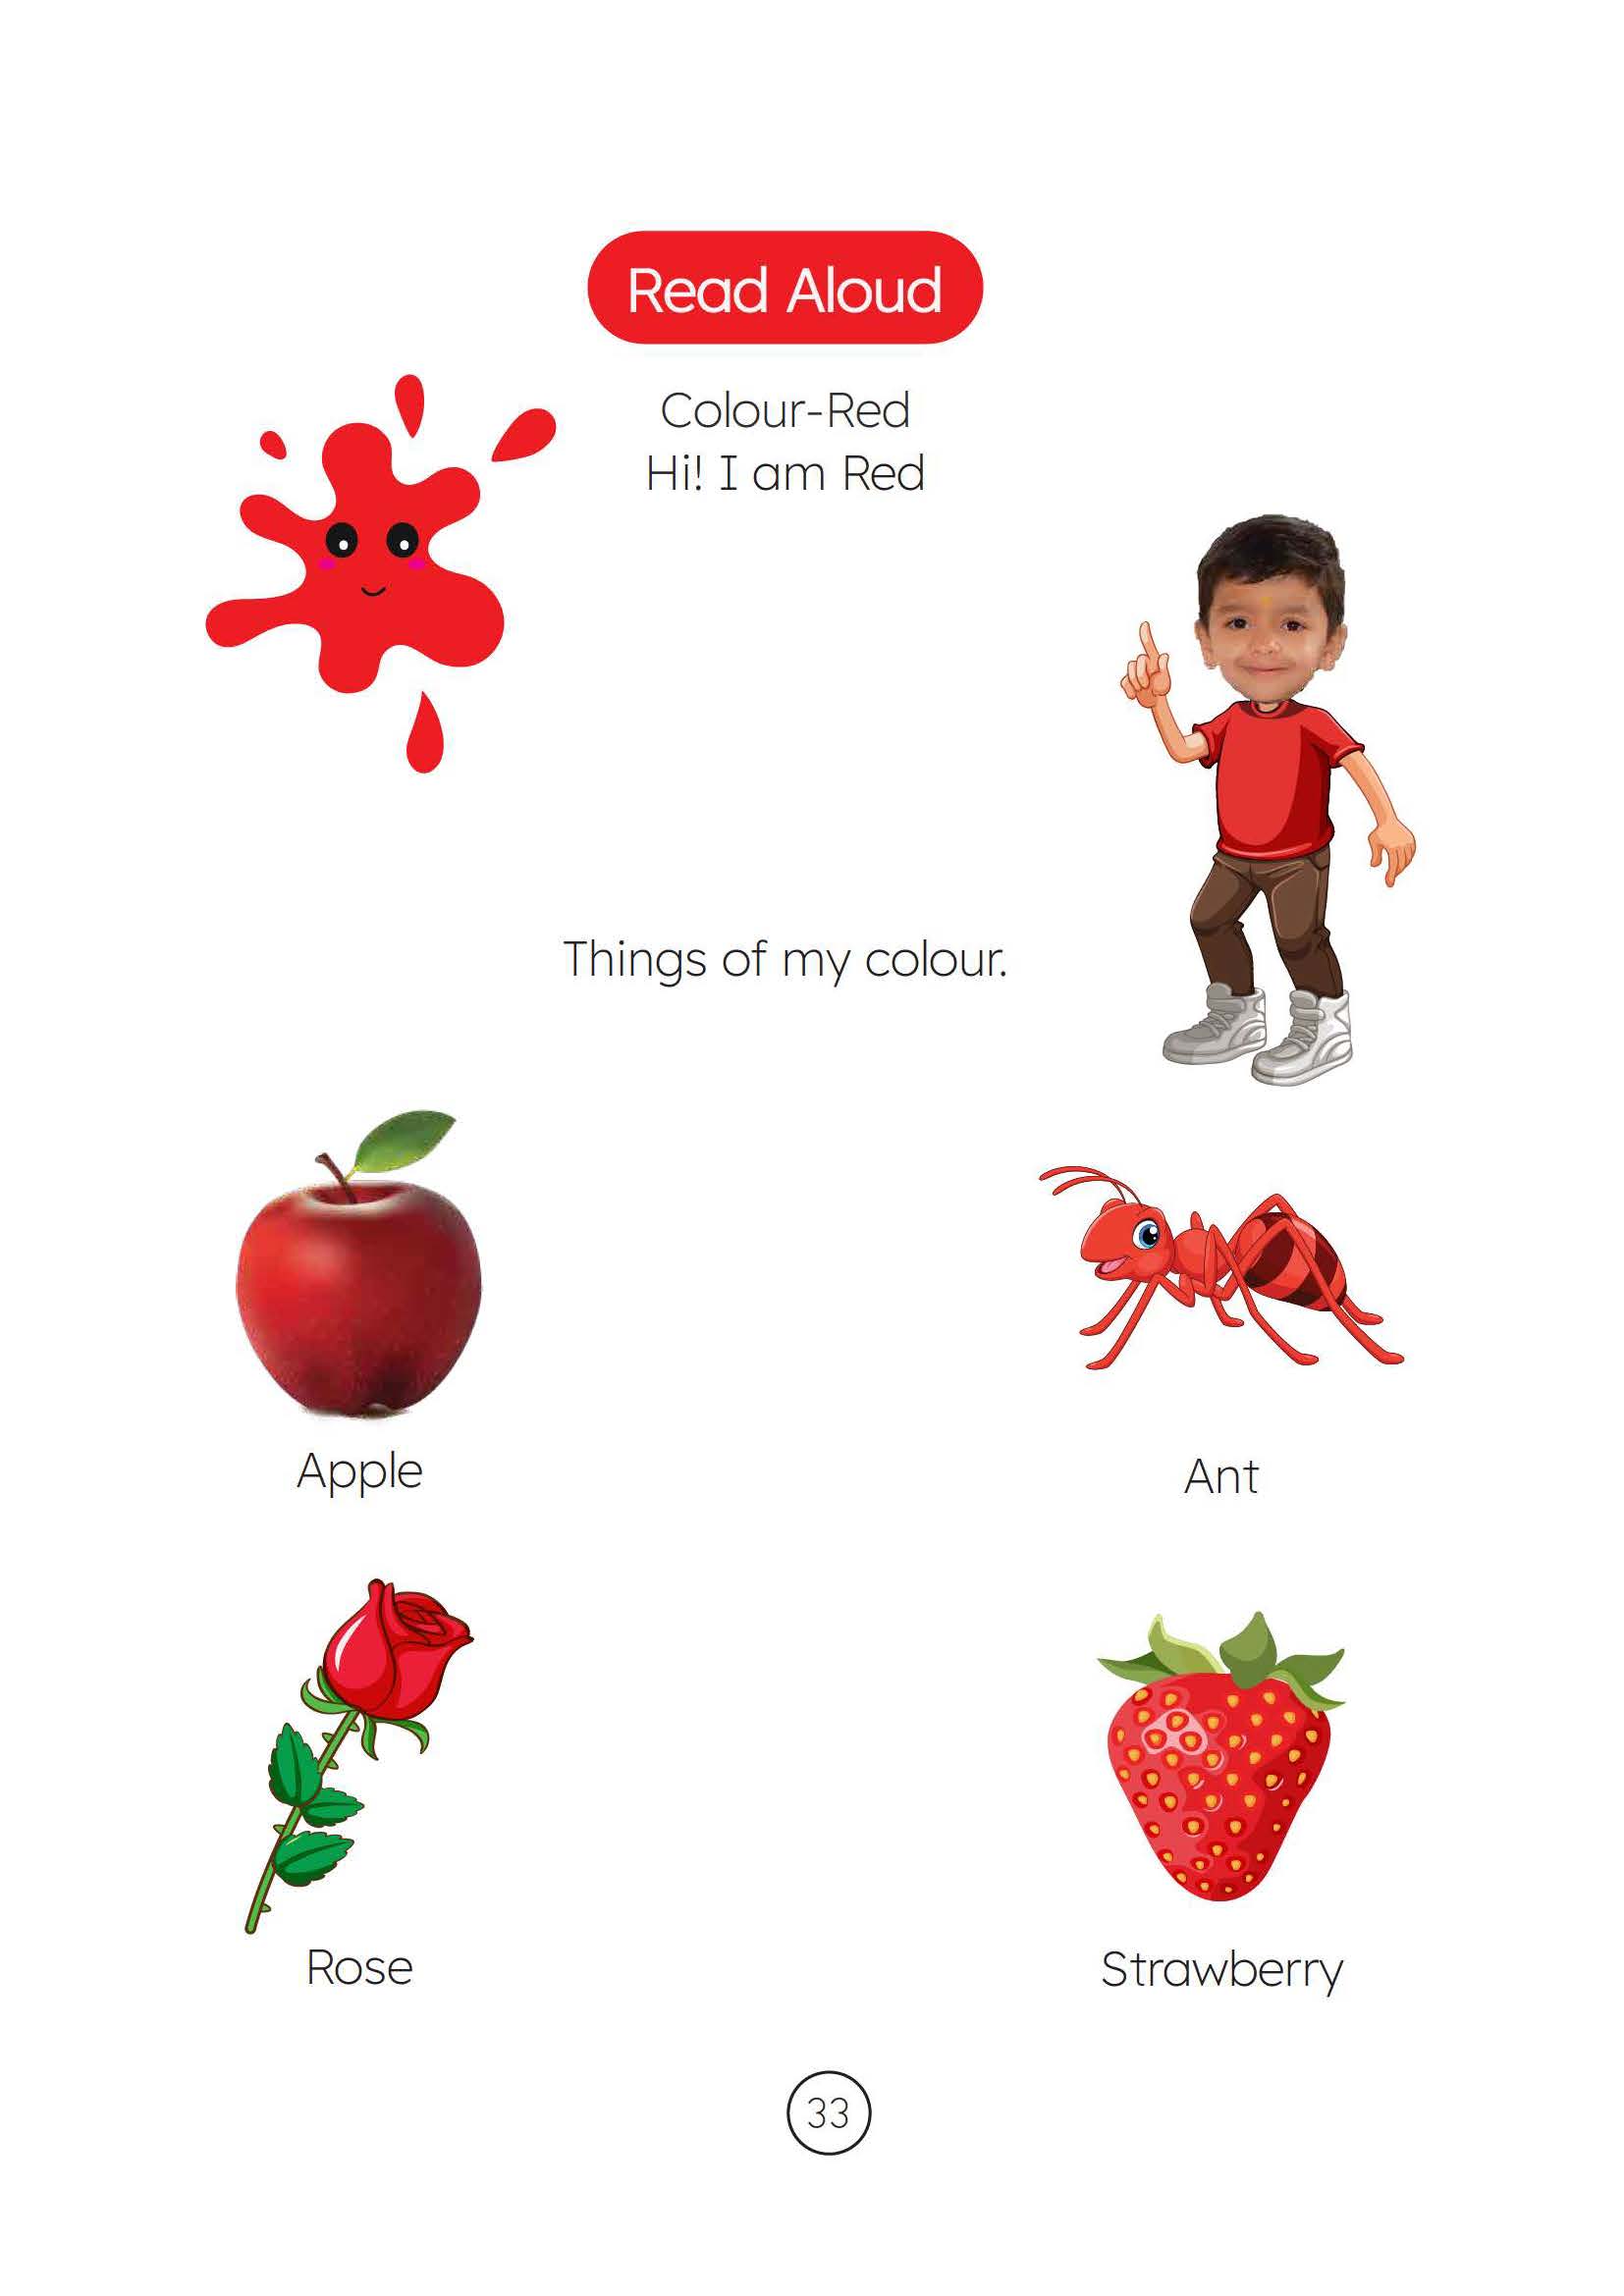 Read Aloud
Colour-Red
Hi! I am Red
Things of my colour.
Apple
Ant
Rose
Strawberry
33